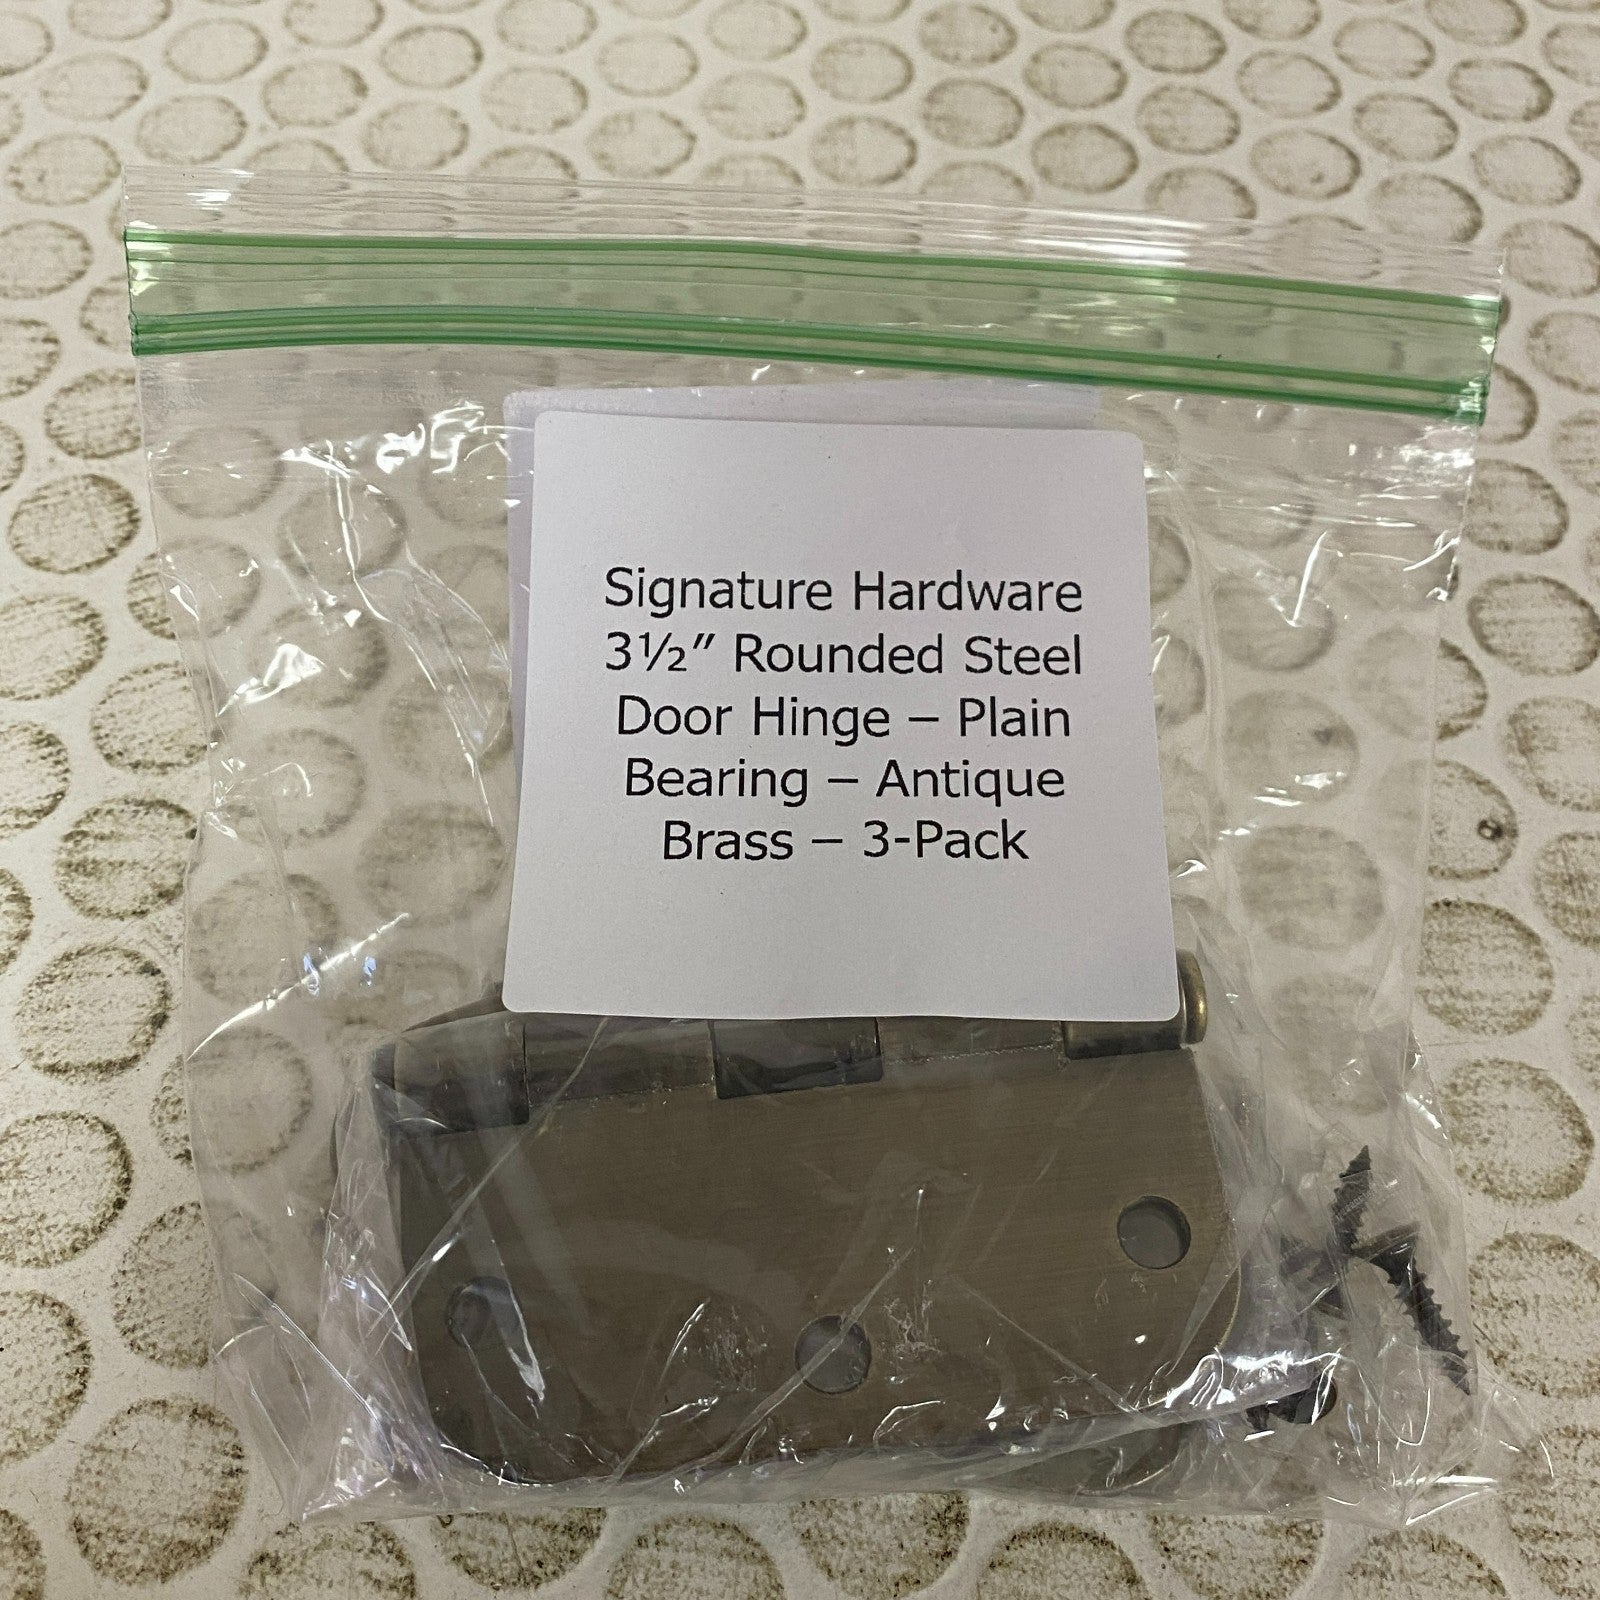 Signature Hardware
3½" Rounded Steel
Door Hinge – Plain
Bearing – Antique
Brass – 3-Pack